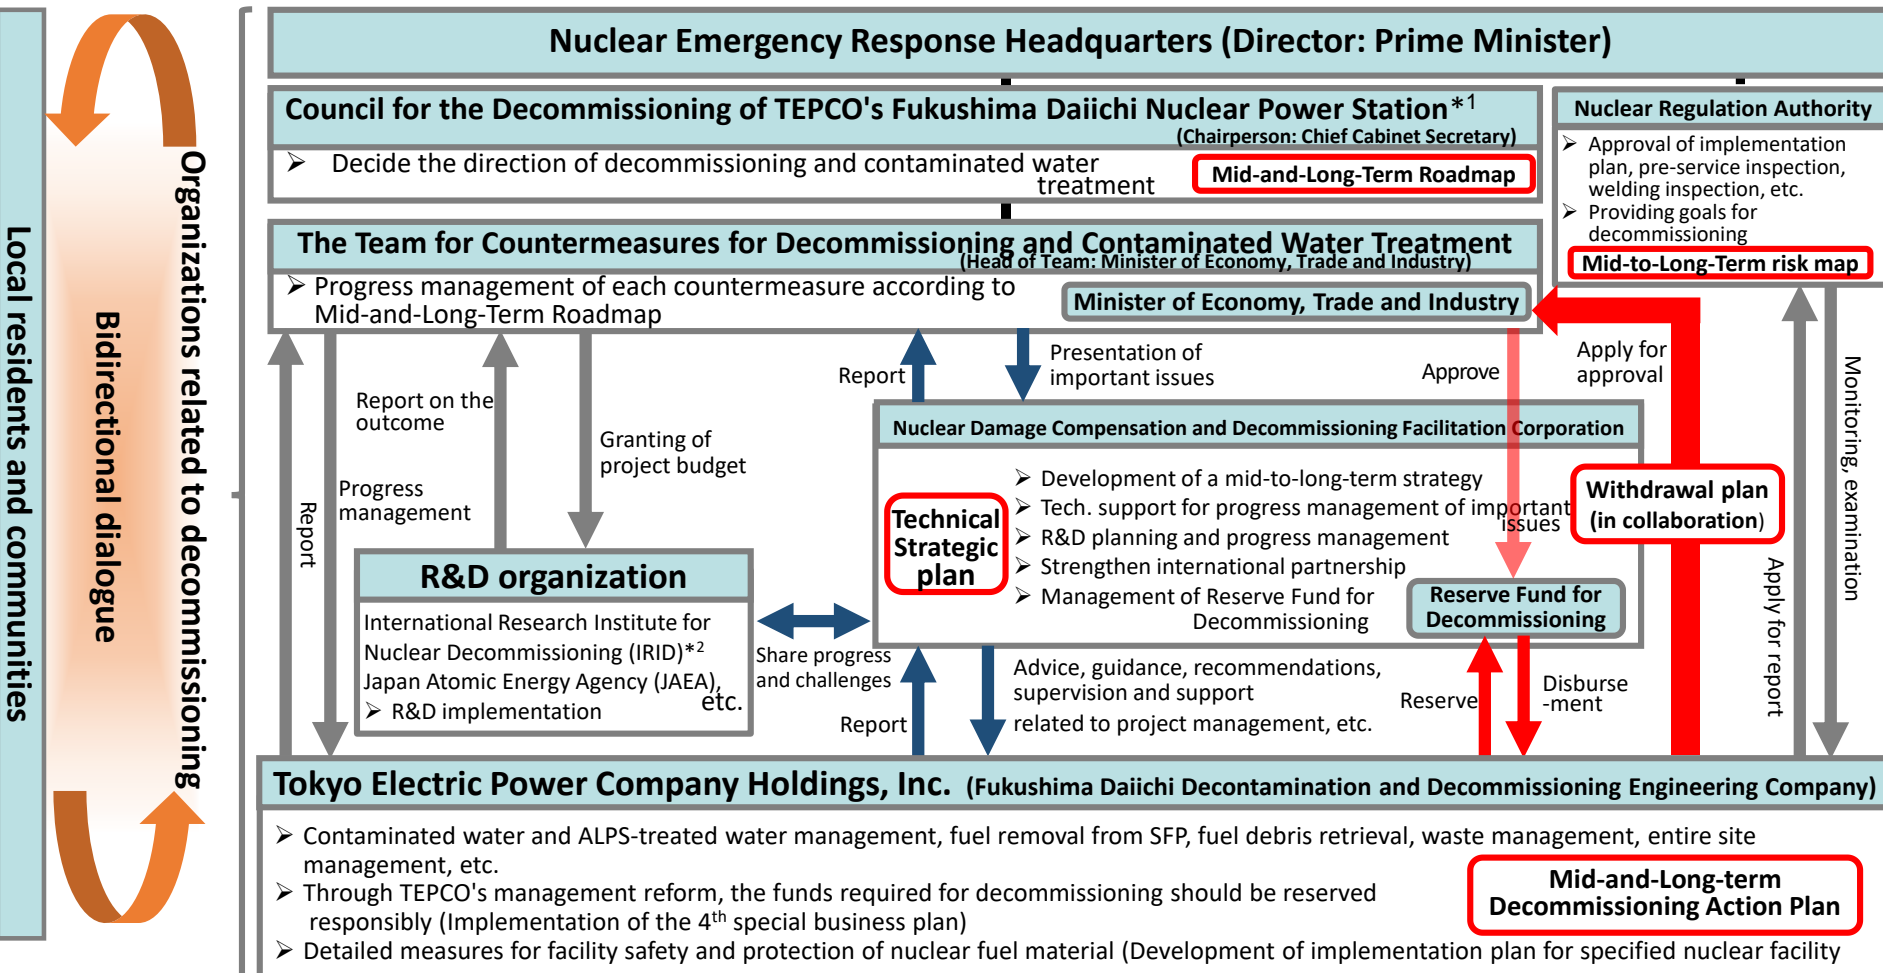 Nuclear Emergency Response Headquarters (Director: Prime Minister)
Council for the Decommissioning of TEPCO's Fukushima Daiichi Nuclear Power Station*1
(Chairperson: Chief Cabinet Secretary)
➢ Decide the direction of decommissioning and contaminated water
treatment
Mid-and-Long-Term Roadmap
Nuclear Regulation Authority
➢ Approval of implementation
plan, pre-service inspection,
welding inspection, etc.
➢ Providing goals for
decommissioning
Mid-to-Long-Term risk map
The Team for Countermeasures for Decommissioning and Contaminated Water Treatment
(Head of Team: Minister of Economy, Trade and Industry)
➢ Progress management of each countermeasure according to
Mid-and-Long-Term Roadmap
Minister of Economy, Trade and Industry
Local residents and communities
Bidirectional dialogue
Organizations related to decommissioning
Report
Progress
management
Report on the
outcome
Granting of
project budget
Report
Presentation of
important issues
Approve
Apply for
approval
Monitoring, examination
Apply for report
Nuclear Damage Compensation and Decommissioning Facilitation Corporation
Technical
Strategic
plan
➢ Development of a mid-to-long-term strategy
➢ Tech. support for progress management of important
issues
➢ R&D planning and progress management
➢ Strengthen international partnership
➢ Management of Reserve Fund for
Decommissioning
Reserve Fund for
Decommissioning
Withdrawal plan
(in collaboration)
R&D organization
International Research Institute for
Nuclear Decommissioning (IRID)*2
Japan Atomic Energy Agency (JAEA),
etc.
➢ R&D implementation
Share progress
and challenges
Report
Advice, guidance, recommendations,
supervision and support
related to project management, etc.
Reserve
Disburse
-ment
Tokyo Electric Power Company Holdings, Inc. (Fukushima Daiichi Decontamination and Decommissioning Engineering Company)
➢ Contaminated water and ALPS-treated water management, fuel removal from SFP, fuel debris retrieval, waste management, entire site
management, etc.
➢ Through TEPCO's management reform, the funds required for decommissioning should be reserved
responsibly (Implementation of the 4th special business plan)
➢ Detailed measures for facility safety and protection of nuclear fuel material (Development of implementation plan for specified nuclear facility
Mid-and-Long-term
Decommissioning Action Plan